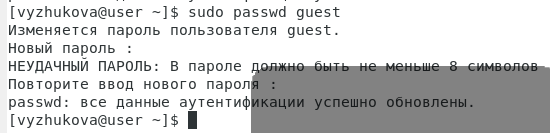 [vyzhukova@user ~]$ sudo passwd guest
Изменяется пароль пользователя guest.
Новый пароль :
НЕУДАЧНЫЙ ПАРОЛЬ: В пароле должно быть не меньше 8 символов
Повторите ввод нового пароля :
passwd: все данные аутентификации успешно обновлены.
[vyzhukova@user ~]$